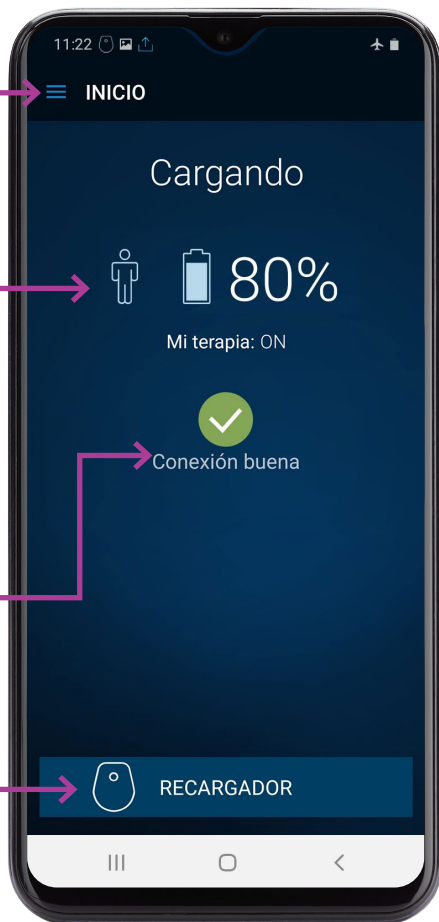 11:22
INICIO
Cargando
80%
Mi terapia: ON
Conexión buena
RECARGADOR